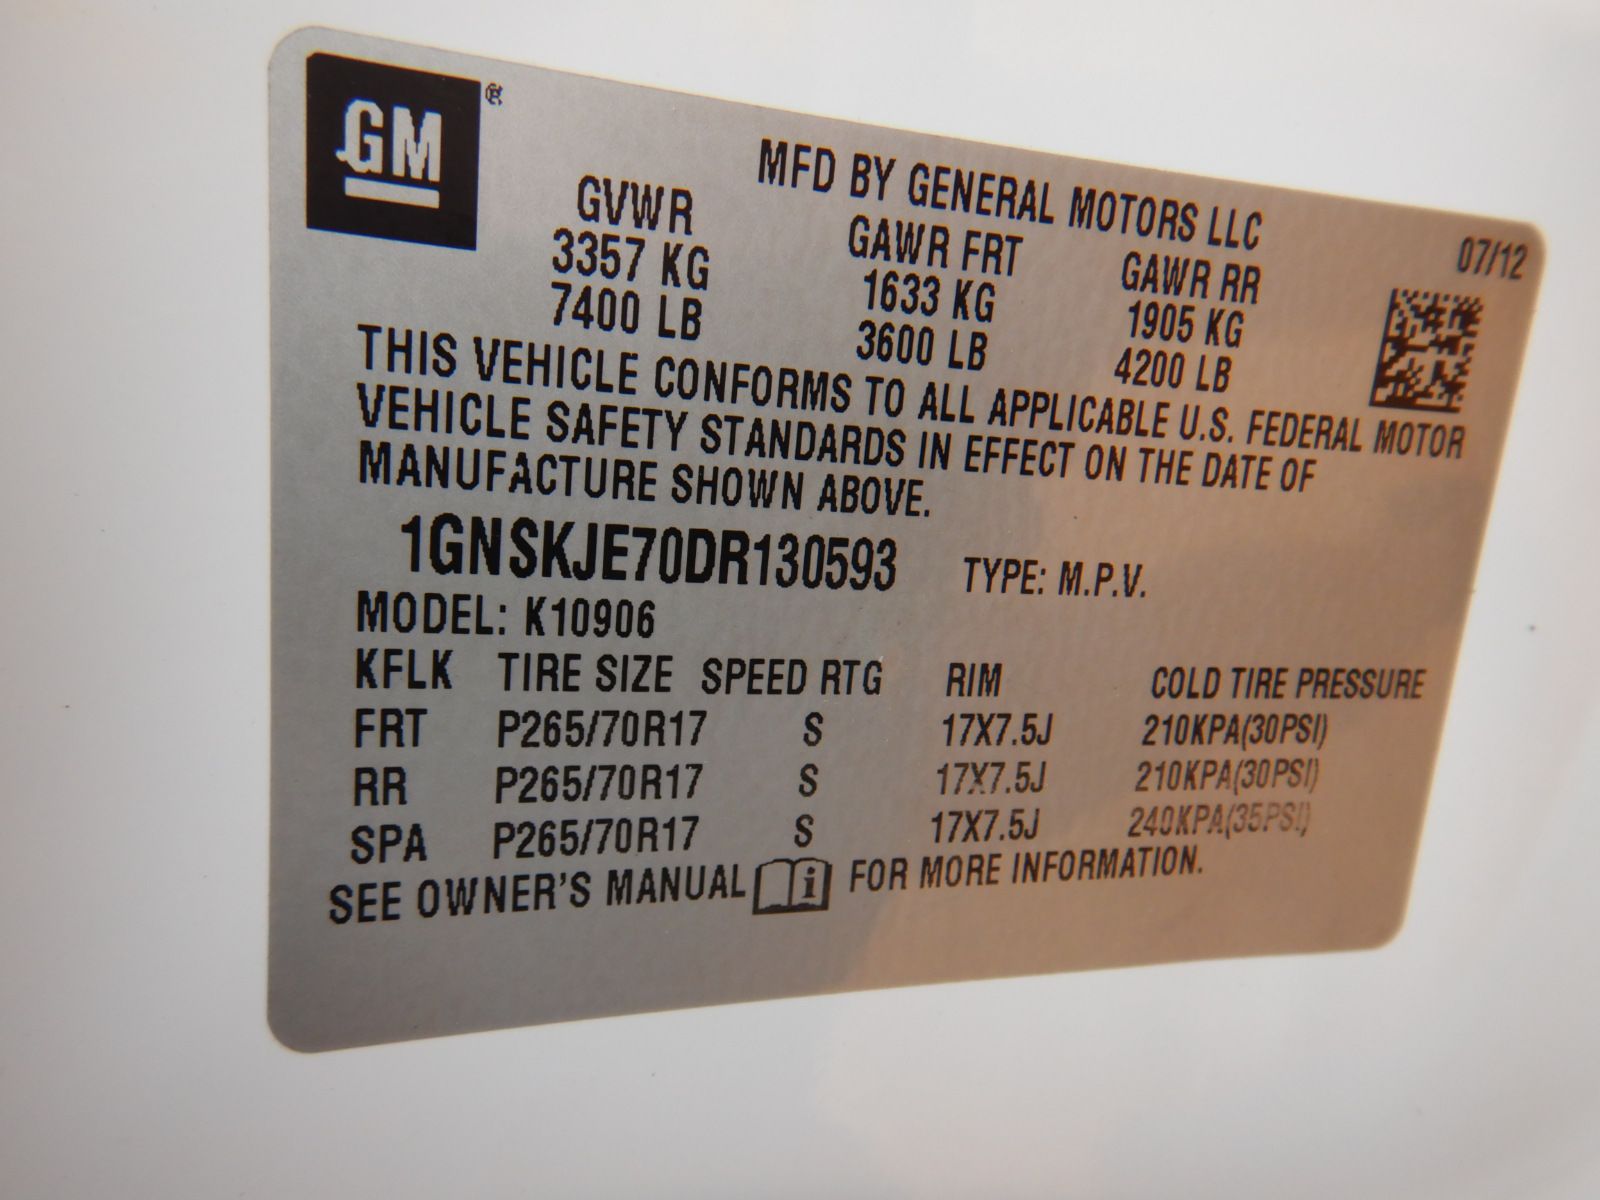 GM ®
MFD BY GENERAL MOTORS LLC
07/12
GVWR GAWR FRT GAWR RR
3357 KG 1633 KG 1905 KG
7400 LB 3600 LB 4200 LB
THIS VEHICLE CONFORMS TO ALL APPLICABLE U.S. FEDERAL MOTOR
VEHICLE SAFETY STANDARDS IN EFFECT ON THE DATE OF
MANUFACTURE SHOWN ABOVE.
1GNSKJE70DR130593 TYPE: M.P.V.
MODEL: K10906
KFLK TIRE SIZE SPEED RTG RIM COLD TIRE PRESSURE
FRT P265/70R17 S 17X7.5J 210KPA(30PSI)
RR P265/70R17 S 17X7.5J 210KPA(30PSI)
SPA P265/70R17 S 17X7.5J 240KPA(35PSI)
SEE OWNER'S MANUAL i FOR MORE INFORMATION.